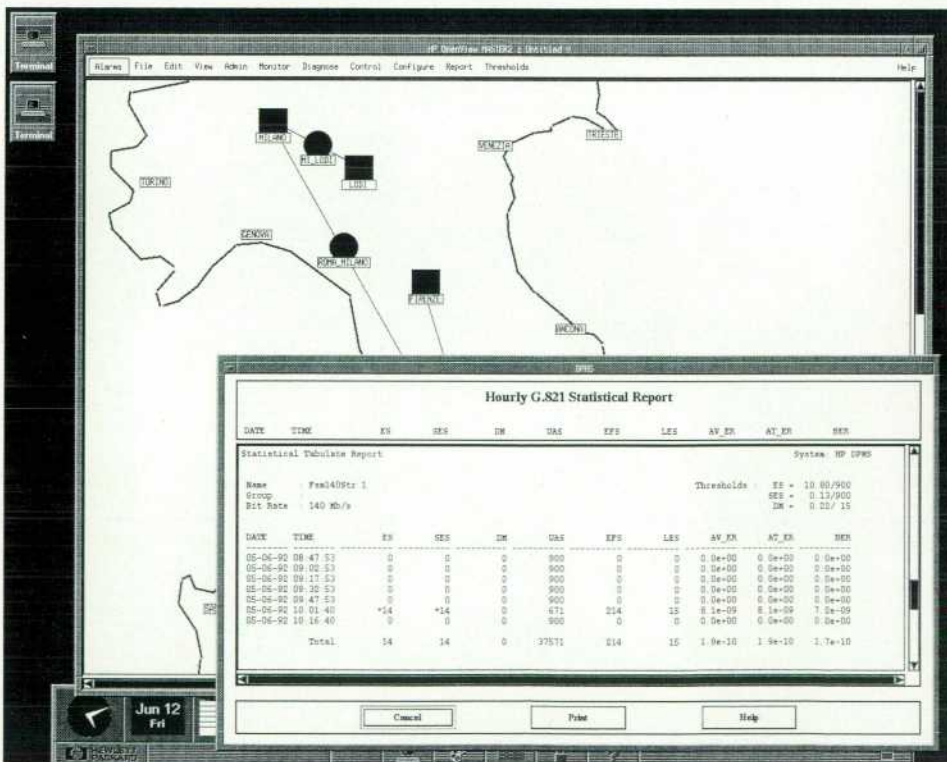 Terminal
Terminal
HP OpenView MASTER2 : Untitled 0
Alarms File Edit View Admin Monitor Diagnose Control Configure Report Thresholds Help
MILANO
MI_LODI
LODI
TORINO
GENOVA
ROMA_MILANO
FIRENZE
VENEZIA
TRIESTE
ANCONA
DPMS
Hourly G.821 Statistical Report
DATE TIME ES SES DM UAS EFS LES AV_ER AT_ER BER
Statistical Tabulate Report System: HP DPMS
Name : Fsm140Str 1 Thresholds : ES = 10.80/900
Group : SES = 0.13/900
Bit Rate : 140 Mb/s DM = 0.22/ 15
DATE TIME ES SES DM UAS EFS LES AV_ER AT_ER BER
05-06-92 08:47:53 0 0 0 900 0 0 0.0e+00 0.0e+00 0.0e+00
05-06-92 09:02:53 0 0 0 900 0 0 0.0e+00 0.0e+00 0.0e+00
05-06-92 09:17:53 0 0 0 900 0 0 0.0e+00 0.0e+00 0.0e+00
05-06-92 09:32:53 0 0 0 900 0 0 0.0e+00 0.0e+00 0.0e+00
05-06-92 09:47:53 0 0 0 900 0 0 0.0e+00 0.0e+00 0.0e+00
05-06-92 10:01:40 *14 *14 0 671 214 15 8.1e-09 8.1e-09 7.2e-09
05-06-92 10:16:40 0 0 0 900 0 0 0.0e+00 0.0e+00 0.0e+00
Total 14 14 0 37571 214 15 1.9e-10 1.9e-10 1.7e-10
Cancel Print Help
Jun 12
Fri
HEWLETT
PACKARD